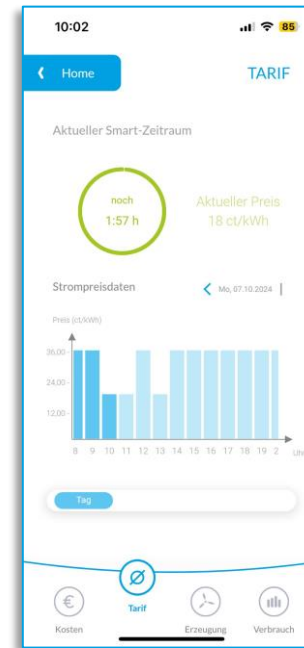 10:02
85
Home
TARIF
Aktueller Smart-Zeitraum
noch
1:57 h
Aktueller Preis
18 ct/kWh
Strompreisdaten
Mo, 07.10.2024
Preis (ct/kWh)
36,00
24,00
12,00
8 9 10 11 12 13 14 15 16 17 18 19 2
Uhr
Tag
Kosten
Tarif
Erzeugung
Verbrauch